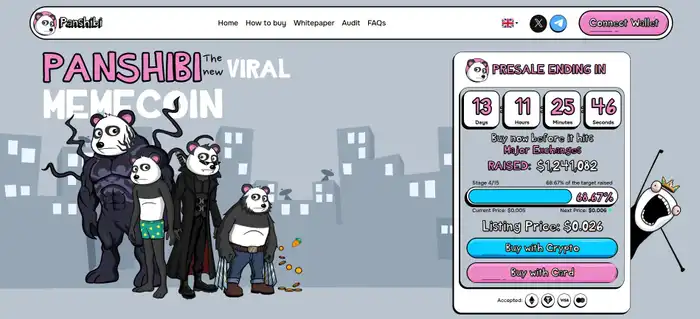 Panshibi
Home How to buy Whitepaper Audit FAQs
Connect Wallet
PANSHIBI The new VIRAL
MEMECOIN
PRESALE ENDING IN
13 11 25 46
Days Hours Minutes Seconds
Buy now before it hits
Major Exchanges
RAISED: $1,241,082
Stage 4/15 68.67% of the target raised
68.67%
Current Price: $0.005 Next Price: $0.006
Listing Price: $0.026
Buy with Crypto
Buy with Card
Accepted: VISA